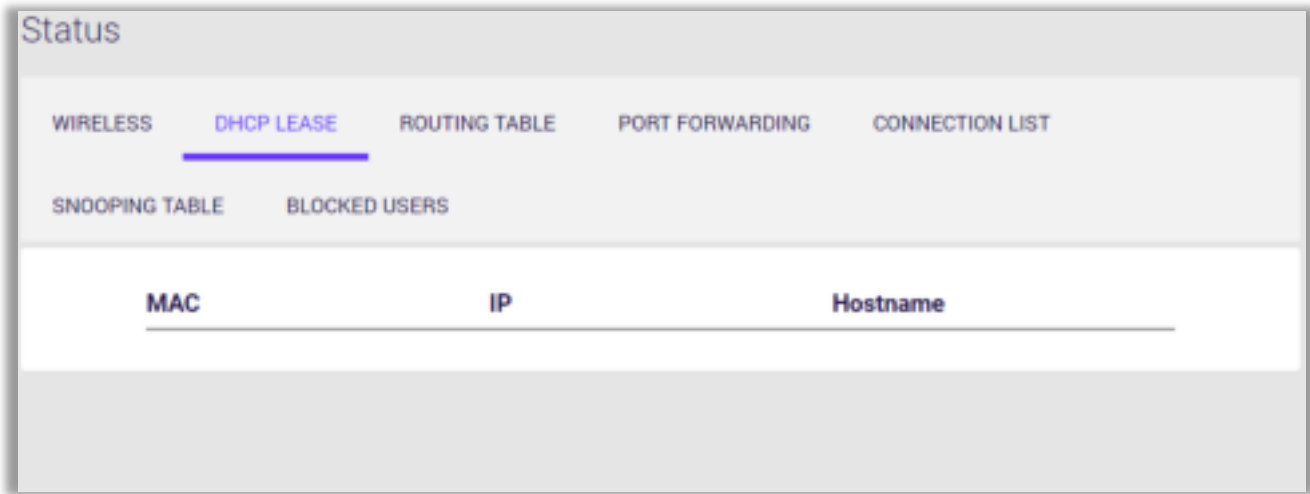 Status
WIRELESS DHCP LEASE ROUTING TABLE PORT FORWARDING CONNECTION LIST
SNOOPING TABLE BLOCKED USERS
MAC IP Hostname